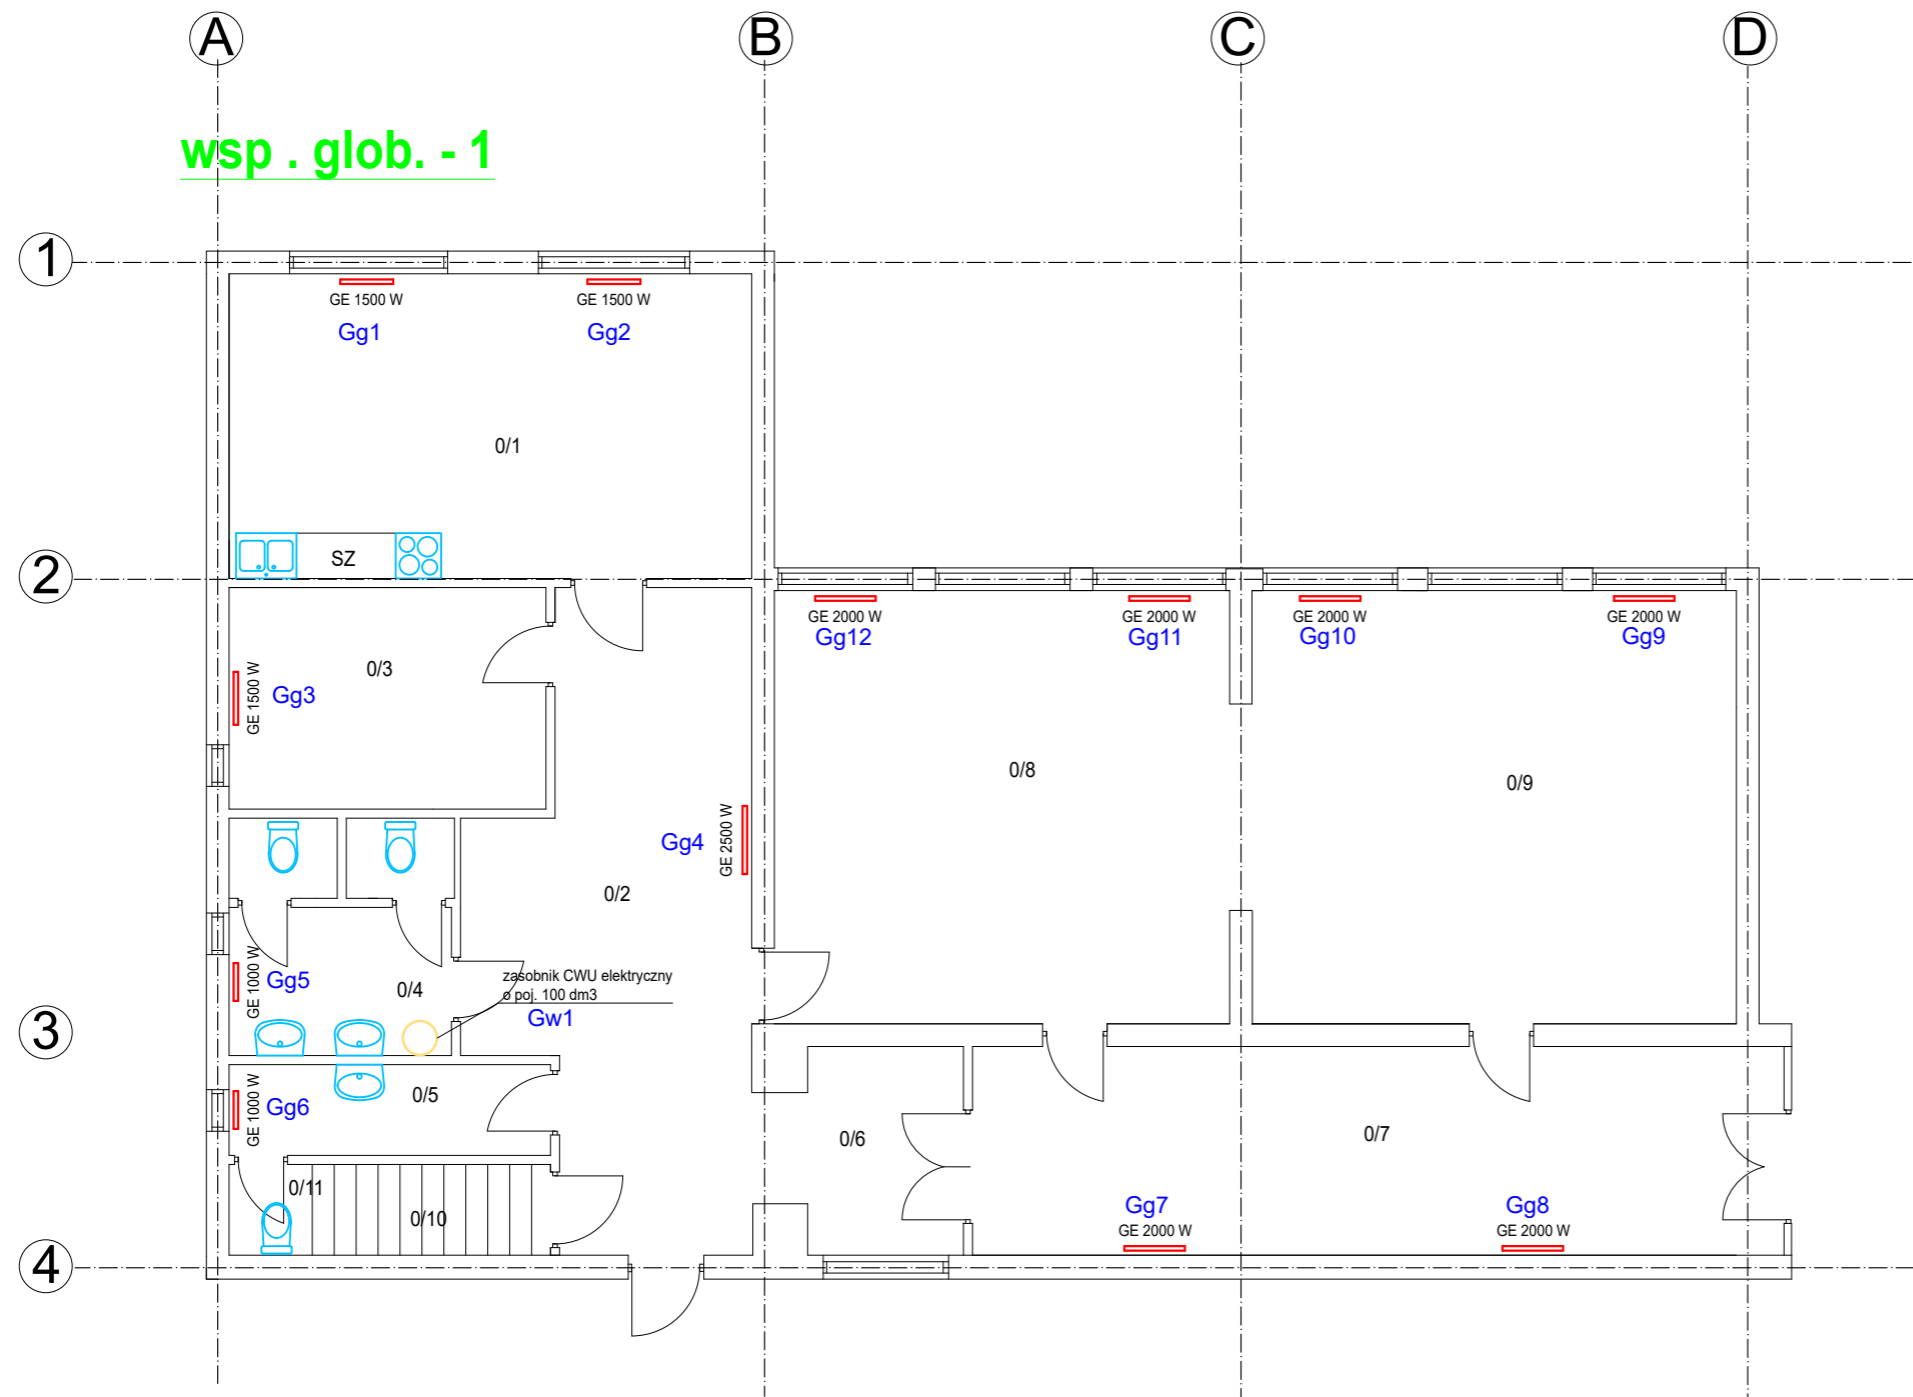 A
B
C
D
wsp . glob. - 1
1
GE 1500 W
GE 1500 W
Gg1
Gg2
0/1
SZ
2
GE 2000 W
GE 2000 W
GE 2000 W
GE 2000 W
Gg12
Gg11
Gg10
Gg9
0/3
GE 1500 W
Gg3
0/8
0/9
GE 2500 W
Gg4
0/2
GE 1000 W
Gg5
zasobnik CWU elektryczny
o poj. 100 dm3
0/4
Gw1
3
GE 1000 W
Gg6
0/5
0/6
0/7
0/11
0/10
Gg7
Gg8
GE 2000 W
GE 2000 W
4